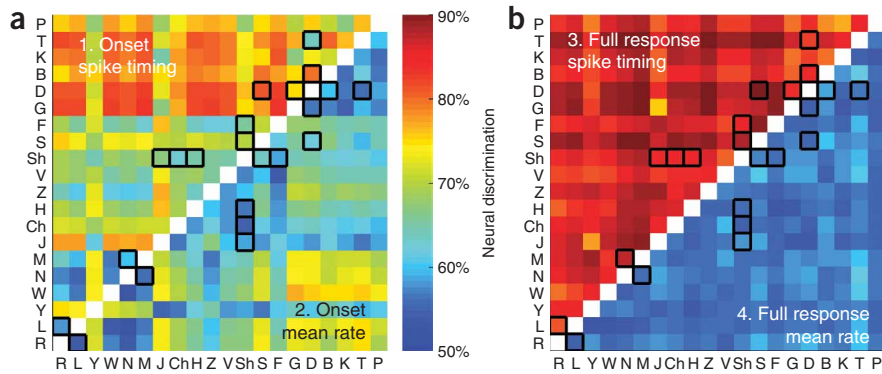 a
P
T
K
B
D
G
F
S
Sh
V
Z
H
Ch
J
M
N
W
Y
L
R
1. Onset
spike timing
2. Onset
mean rate
R L Y W N M J Ch H Z V Sh S F G D B K T P
90%
80%
70%
60%
50%
Neural discrimination
b
P
T
K
B
D
G
F
S
Sh
V
Z
H
Ch
J
M
N
W
Y
L
R
3. Full response
spike timing
4. Full response
mean rate
R L Y W N M J Ch H Z V Sh S F G D B K T P